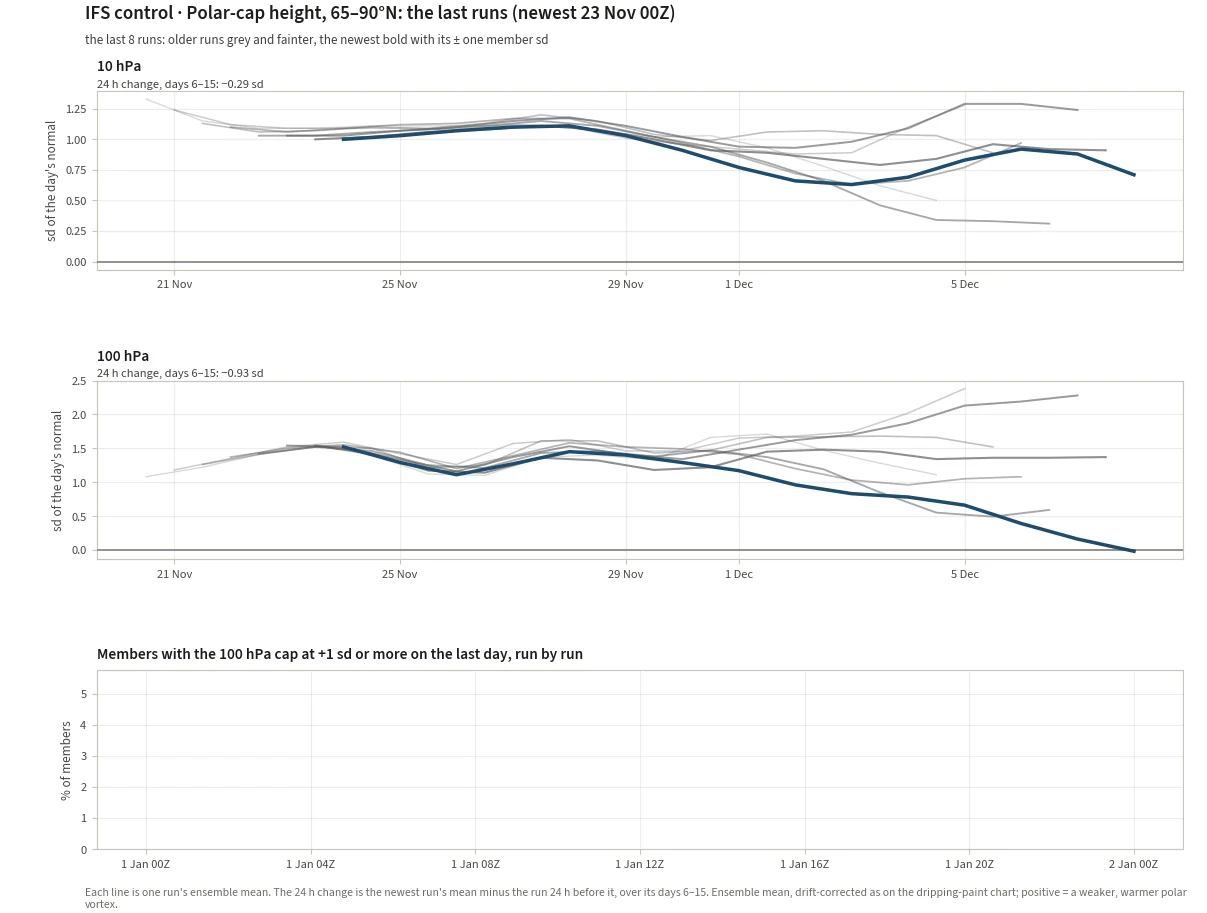 IFS control · Polar-cap height, 65–90°N: the last runs (newest 23 Nov 00Z)
the last 8 runs: older runs grey and fainter, the newest bold with its ± one member sd
10 hPa
24 h change, days 6–15: −0.29 sd
sd of the day's normal
1.25
1.00
0.75
0.50
0.25
0.00
21 Nov
25 Nov
29 Nov
1 Dec
5 Dec
100 hPa
24 h change, days 6–15: −0.93 sd
sd of the day's normal
2.5
2.0
1.5
1.0
0.5
0.0
21 Nov
25 Nov
29 Nov
1 Dec
5 Dec
Members with the 100 hPa cap at +1 sd or more on the last day, run by run
% of members
5
4
3
2
1
0
1 Jan 00Z
1 Jan 04Z
1 Jan 08Z
1 Jan 12Z
1 Jan 16Z
1 Jan 20Z
2 Jan 00Z
Each line is one run's ensemble mean. The 24 h change is the newest run's mean minus the run 24 h before it, over its days 6–15. Ensemble mean, drift-corrected as on the dripping-paint chart; positive = a weaker, warmer polar
vortex.